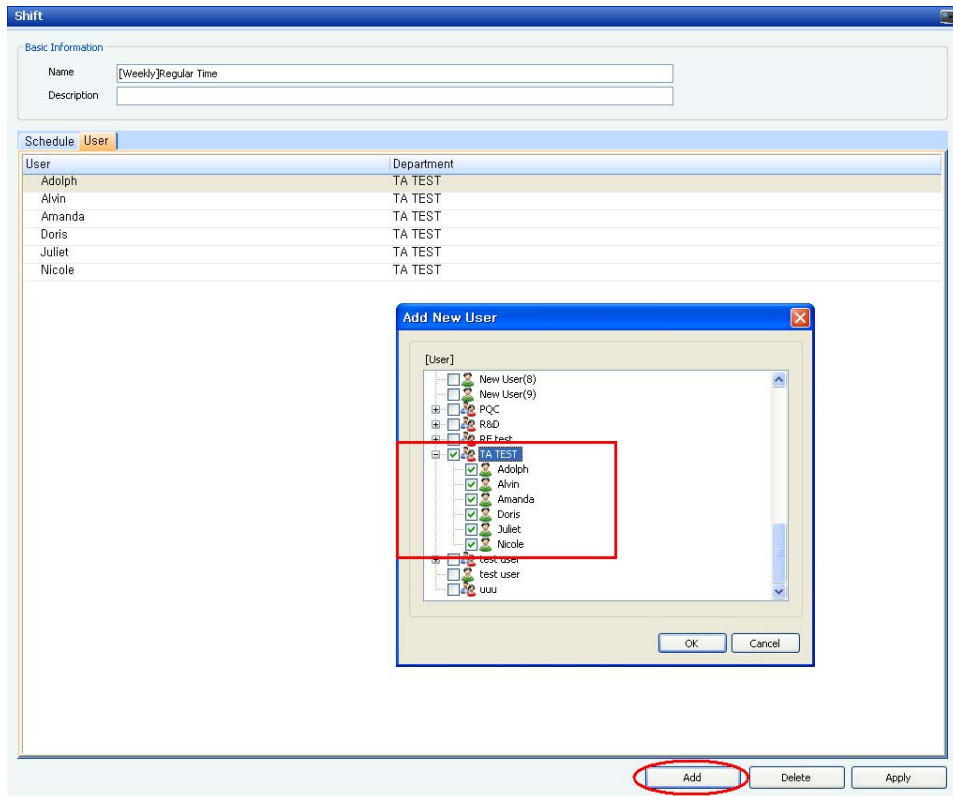 Shift
Basic Information
Name [Weekly]Regular Time
Description
Schedule User
User Department
Adolph TA TEST
Alvin TA TEST
Amanda TA TEST
Doris TA TEST
Juliet TA TEST
Nicole TA TEST
Add New User
[User]
New User(8)
New User(9)
PQC
R&D
RF test
TA TEST
Adolph
Alvin
Amanda
Doris
Juliet
Nicole
test user
test user
uuu
OK Cancel
Add Delete Apply